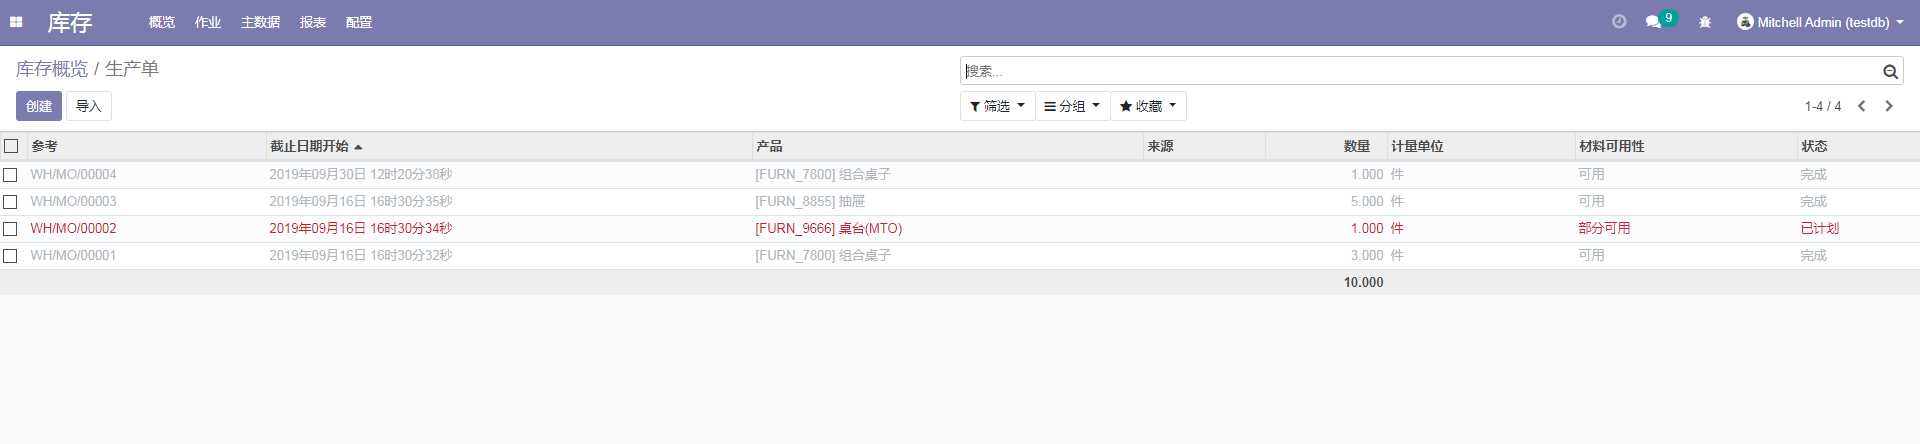 库存 概览 作业 主数据 报表 配置 9 Mitchell Admin (testdb)
库存概览 / 生产单 搜索...
创建 导入 筛选 分组 收藏 1-4 / 4
参考 截止日期开始 产品 来源 数量 计量单位 材料可用性 状态
WH/MO/00004 2019年09月30日 12时20分38秒 [FURN_7800] 组合桌子 1.000 件 可用 完成
WH/MO/00003 2019年09月16日 16时30分35秒 [FURN_8855] 抽屉 5.000 件 可用 完成
WH/MO/00002 2019年09月16日 16时30分34秒 [FURN_9666] 桌台(MTO) 1.000 件 部分可用 已计划
WH/MO/00001 2019年09月16日 16时30分32秒 [FURN_7800] 组合桌子 3.000 件 可用 完成
10.000